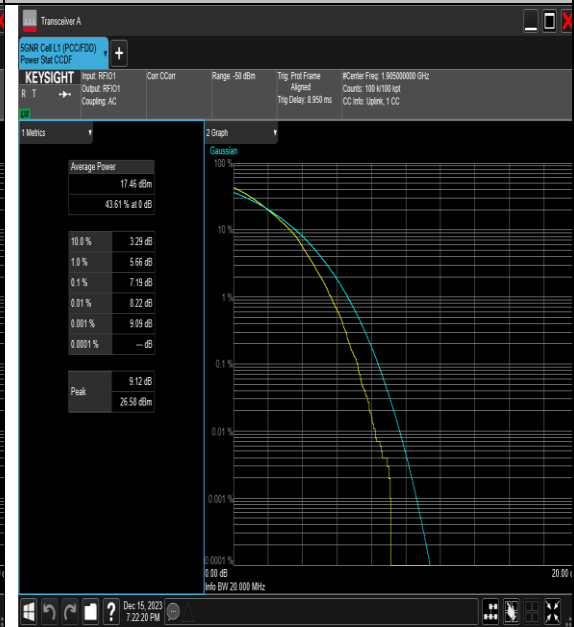 Transceiver A
5GNR Cell L1 (PCC/FDD)
Power Stat CCDF
+
KEYSIGHT
R T
Input: RFIO1
Output: RFIO1
Coupling: AC
Corr CCorr
Range: -50 dBm
Trig: Prot Frame
Aligned
Trig Delay: 8.950 ms
#Center Freq: 1.905000000 GHz
Counts: 100 k/100 kpt
CC Info: Uplink, 1 CC
1 Metrics
Average Power
17.46 dBm
43.61 % at 0 dB
10.0 % 3.29 dB
1.0 % 5.66 dB
0.1 % 7.19 dB
0.01 % 8.22 dB
0.001 % 9.09 dB
0.0001 % --- dB
Peak
9.12 dB
26.58 dBm
2 Graph
Gaussian
100 %
10 %
1 %
0.1 %
0.01 %
0.001 %
0.0001 %
0.00 dB
20.00
Info BW 20.000 MHz
?
Dec 15, 2023
7:22:20 PM